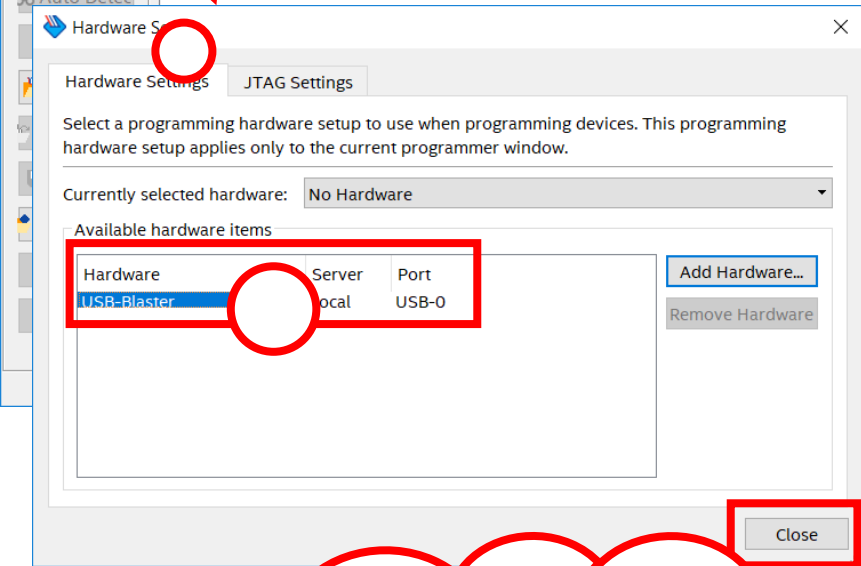 Auto Detec
Hardware S
Hardware Settings
JTAG Settings
Select a programming hardware setup to use when programming devices. This programming
hardware setup applies only to the current programmer window.
Currently selected hardware: No Hardware
Available hardware items
Hardware Server Port
USB-Blaster ocal USB-0
Add Hardware...
Remove Hardware
Close